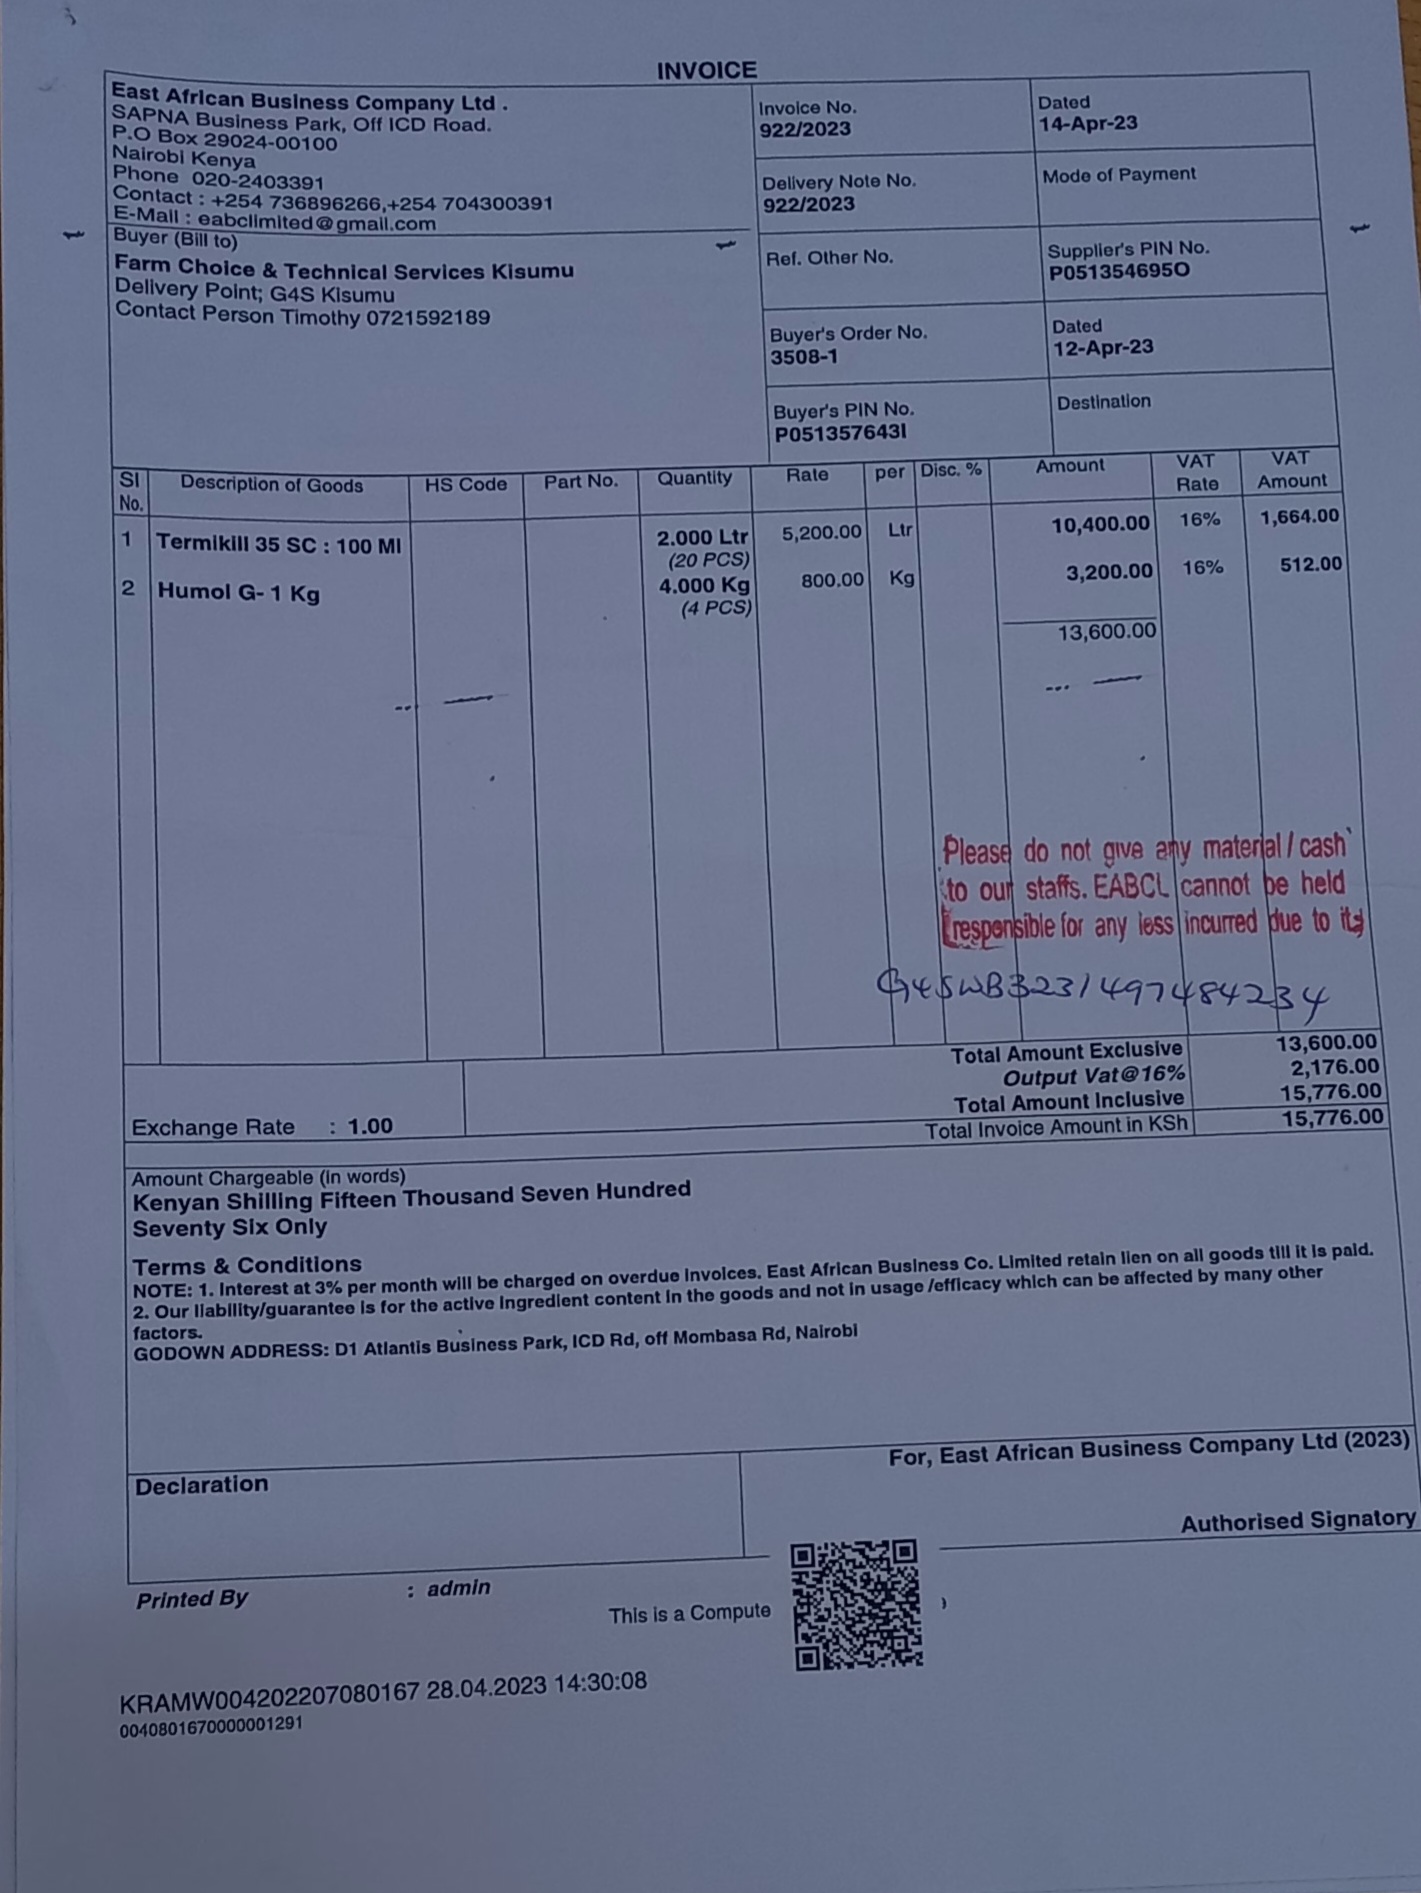 INVOICE
East African Business Company Ltd .
SAPNA Business Park, Off ICD Road.
P.O Box 29024-00100
Nairobi Kenya
Phone 020-2403391
Contact : +254 736896266,+254 704300391
E-Mail : eabclimited@gmail.com
Buyer (Bill to)
Farm Choice & Technical Services Kisumu
Delivery Point; G4S Kisumu
Contact Person Timothy 0721592189
Invoice No.
922/2023
Dated
14-Apr-23
Delivery Note No.
922/2023
Mode of Payment
Ref. Other No.
Supplier's PIN No.
P051354695O
Buyer's Order No.
3508-1
Dated
12-Apr-23
Buyer's PIN No.
P051357643I
Destination
SI No. Description of Goods HS Code Part No. Quantity Rate per Disc. % Amount VAT Rate VAT Amount
1 Termikill 35 SC : 100 Ml 2.000 Ltr 5,200.00 Ltr 10,400.00 16% 1,664.00
(20 PCS)
2 Humol G- 1 Kg 4.000 Kg 800.00 Kg 3,200.00 16% 512.00
(4 PCS)
13,600.00
Please do not give any material / cash
to our staffs. EABCL cannot be held
responsible for any loss incurred due to it
G4SWB3231497484234
Total Amount Exclusive 13,600.00
Output Vat@16% 2,176.00
Total Amount Inclusive 15,776.00
Exchange Rate : 1.00 Total Invoice Amount in KSh 15,776.00
Amount Chargeable (in words)
Kenyan Shilling Fifteen Thousand Seven Hundred
Seventy Six Only
Terms & Conditions
NOTE: 1. Interest at 3% per month will be charged on overdue invoices. East African Business Co. Limited retain lien on all goods till it is paid.
2. Our liability/guarantee is for the active ingredient content in the goods and not in usage /efficacy which can be affected by many other
factors.
GODOWN ADDRESS: D1 Atlantis Business Park, ICD Rd, off Mombasa Rd, Nairobi
For, East African Business Company Ltd (2023)
Declaration
Authorised Signatory
Printed By : admin
This is a Compute
KRAMW004202207080167 28.04.2023 14:30:08
0040801670000001291